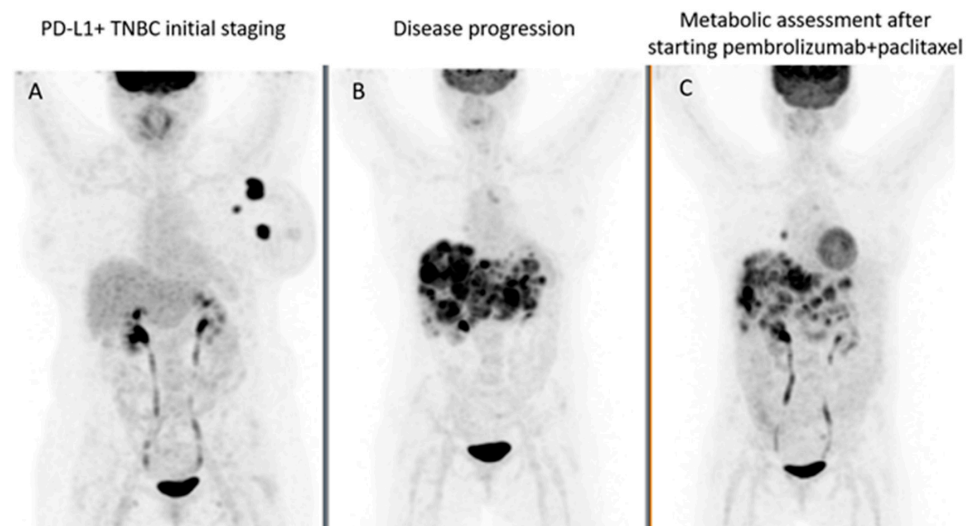 PD-L1+ TNBC initial staging
Disease progression
Metabolic assessment after
starting pembrolizumab+paclitaxel
A
B
C